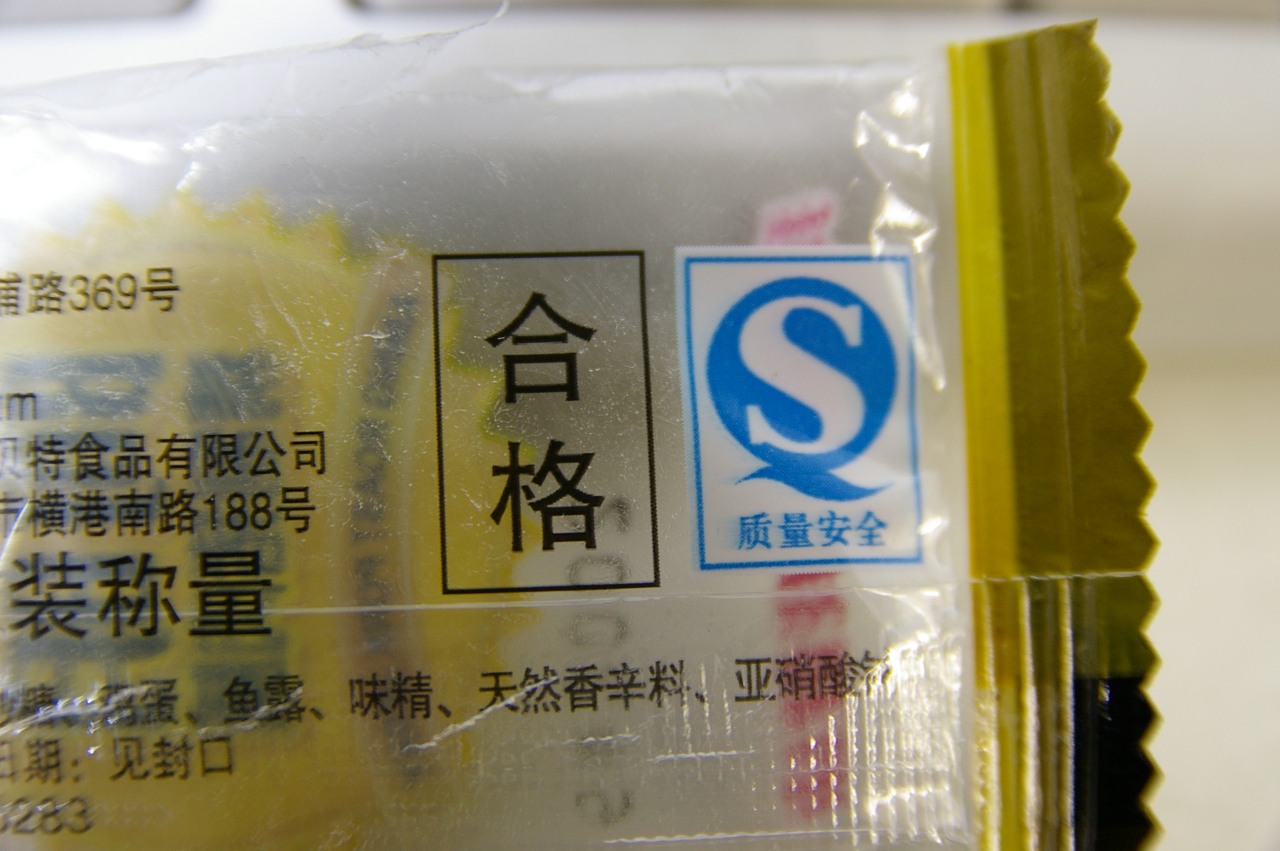 路369号
合格
S
质量安全
特食品有限公司
横港南路188号
装称量
糖、鸡蛋、鱼露、味精、天然香辛料、亚硝酸
日期：见封口
3283